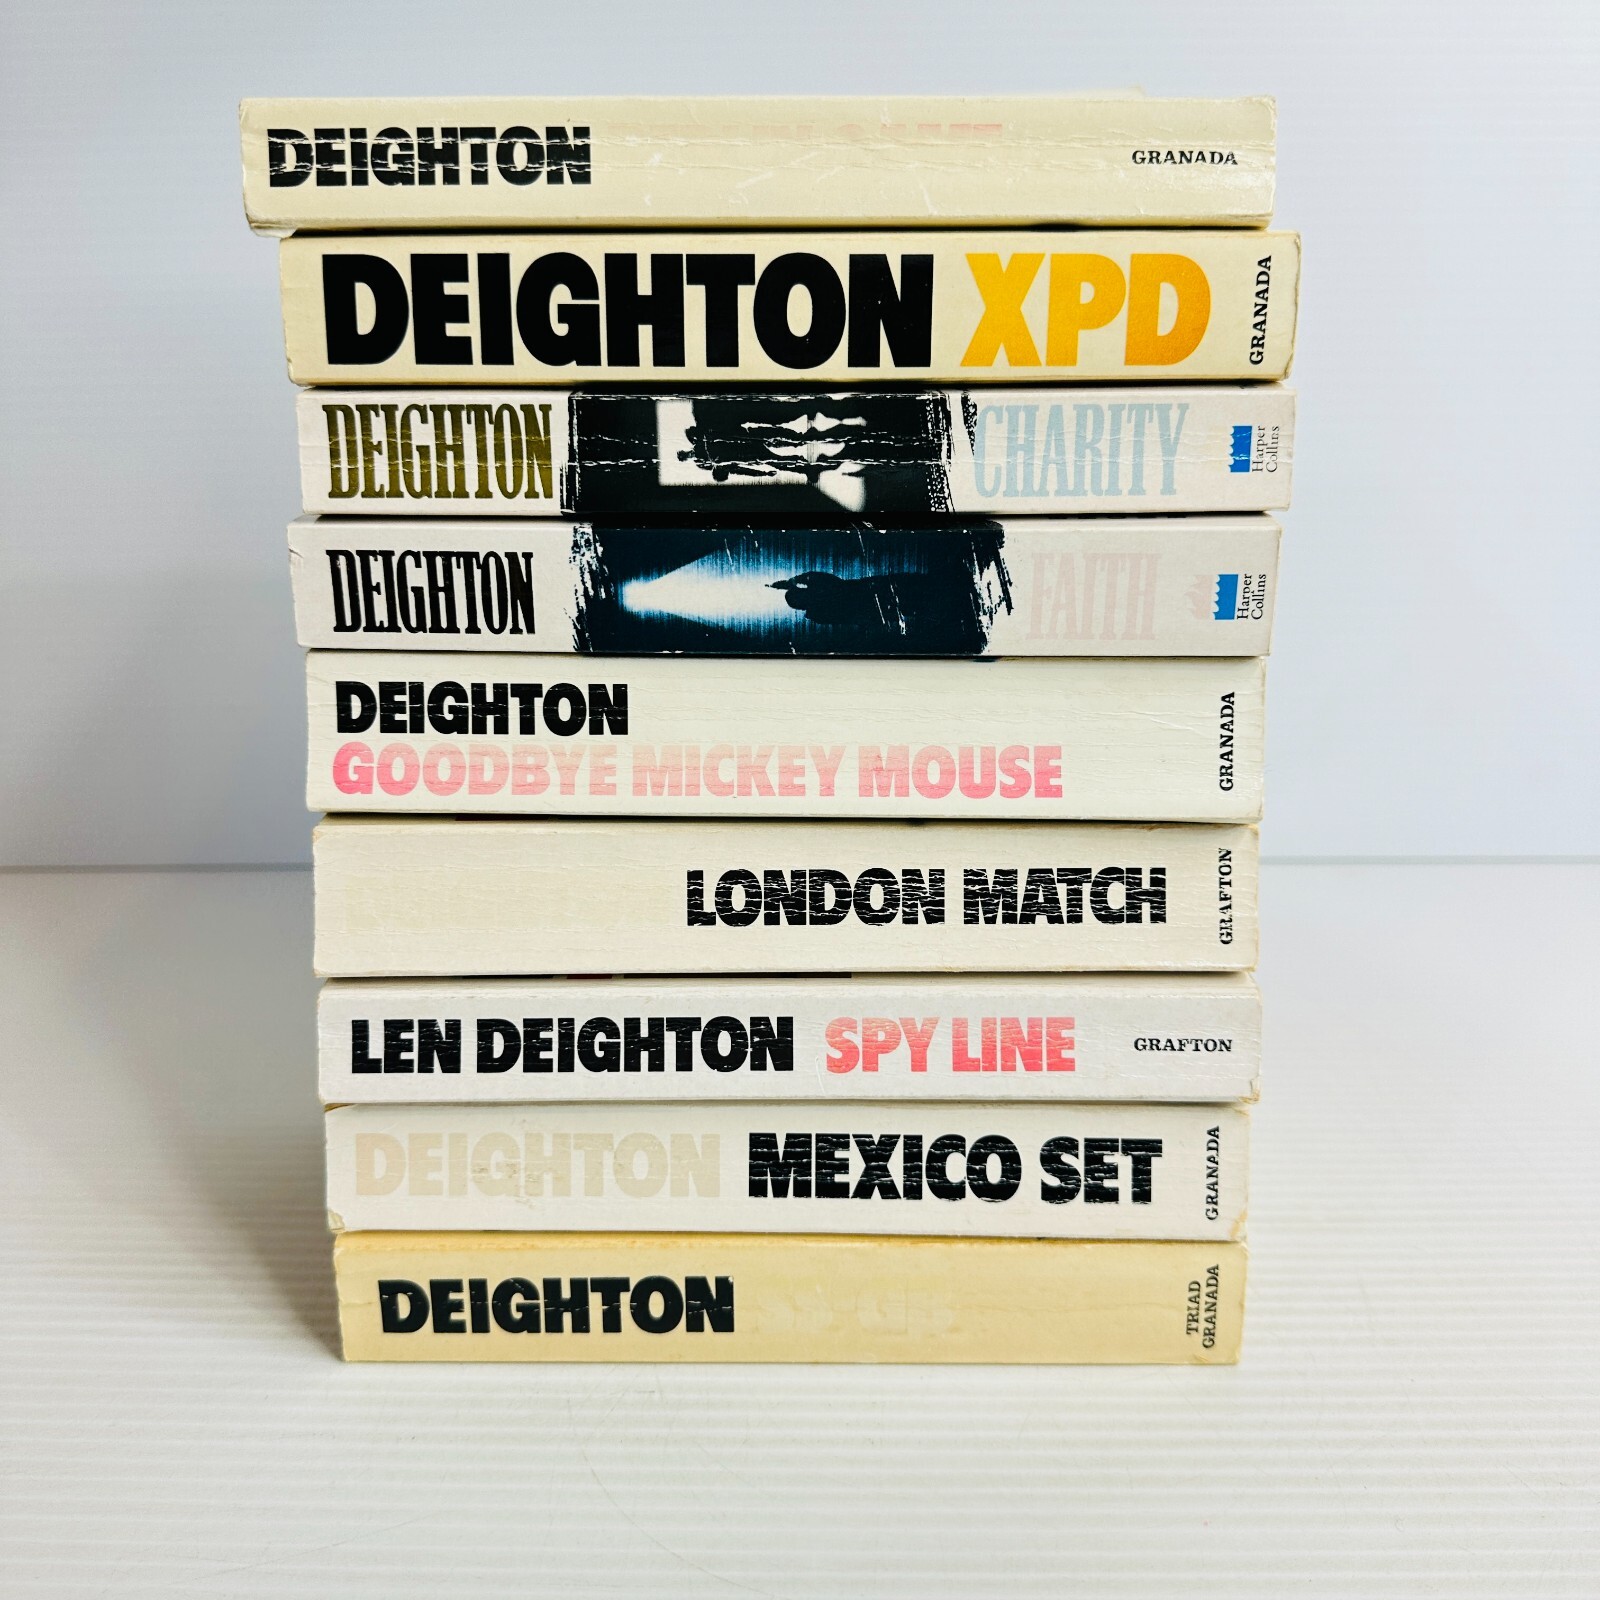 DEIGHTON GRANADA
DEIGHTON XPD GRANADA
DEIGHTON CHARITY Harper
Collins
DEIGHTON FAITH Harper
Collins
DEIGHTON
GOODBYE MICKEY MOUSE GRANADA
LONDON MATCH GRAFTON
LEN DEIGHTON SPY LINE GRAFTON
DEIGHTON MEXICO SET GRANADA
DEIGHTON TRIAD
GRANADA